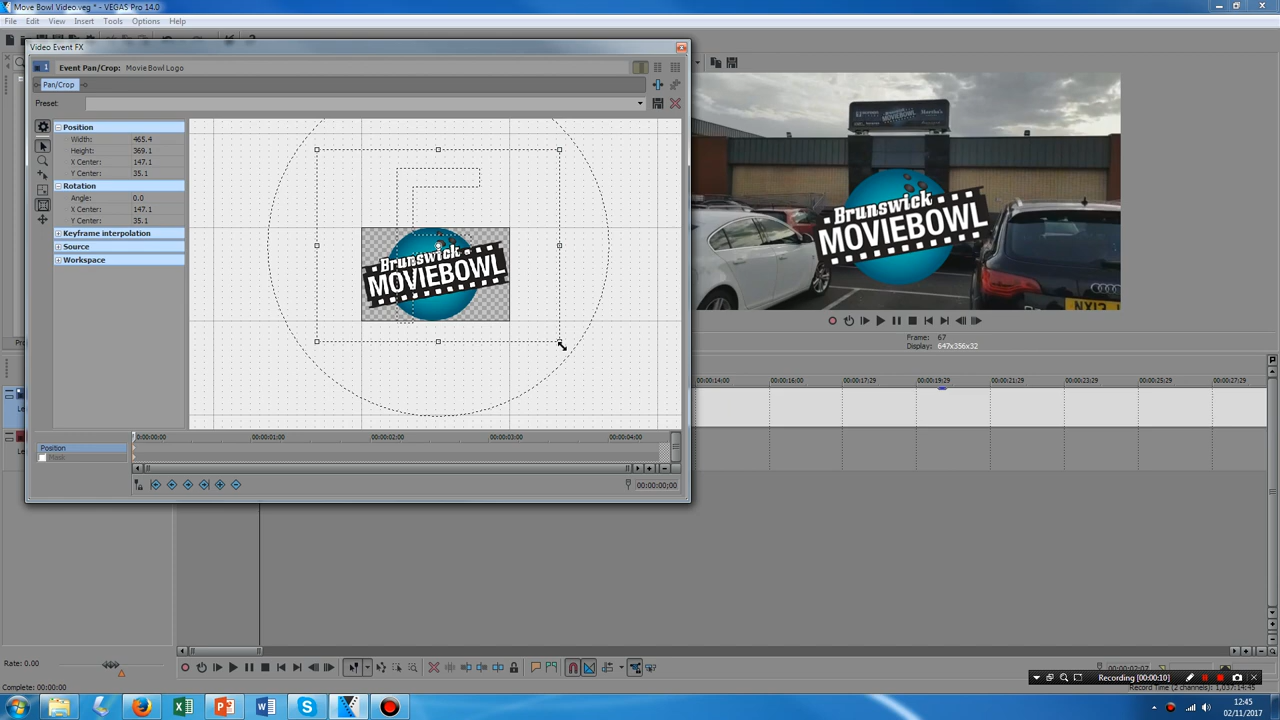 Move Bowl Video.veg * - VEGAS Pro 14.0
File Edit View Insert Tools Options Help
Video Event FX
1 Event Pan/Crop: Movie Bowl Logo
Pan/Crop
Preset:
Position
Width: 465.4
Height: 369.1
X Center: 147.1
Y Center: 35.1
Rotation
Angle: 0.0
X Center: 147.1
Y Center: 35.1
Keyframe interpolation
Source
Workspace
Brunswick
MOVIEBOWL
Brunswick
MOVIEBOWL
MOVIEBOWL
NX12
Frame: 67
Display: 647x356x32
00:00:14:00 00:00:16:00 00:00:17:29 00:00:19:29 00:00:21:29 00:00:23:29 00:00:25:29 00:00:27:29
0:00:00:00 00:00:01:00 00:00:02:00 00:00:03:00 00:00:04:00
Position
Mask
00:00:00;00
Rate: 0.00
Complete: 00:00:00
Recording [00:00:10]
Record Time (2 channels): 1,037:14:45
12:45
02/11/2017